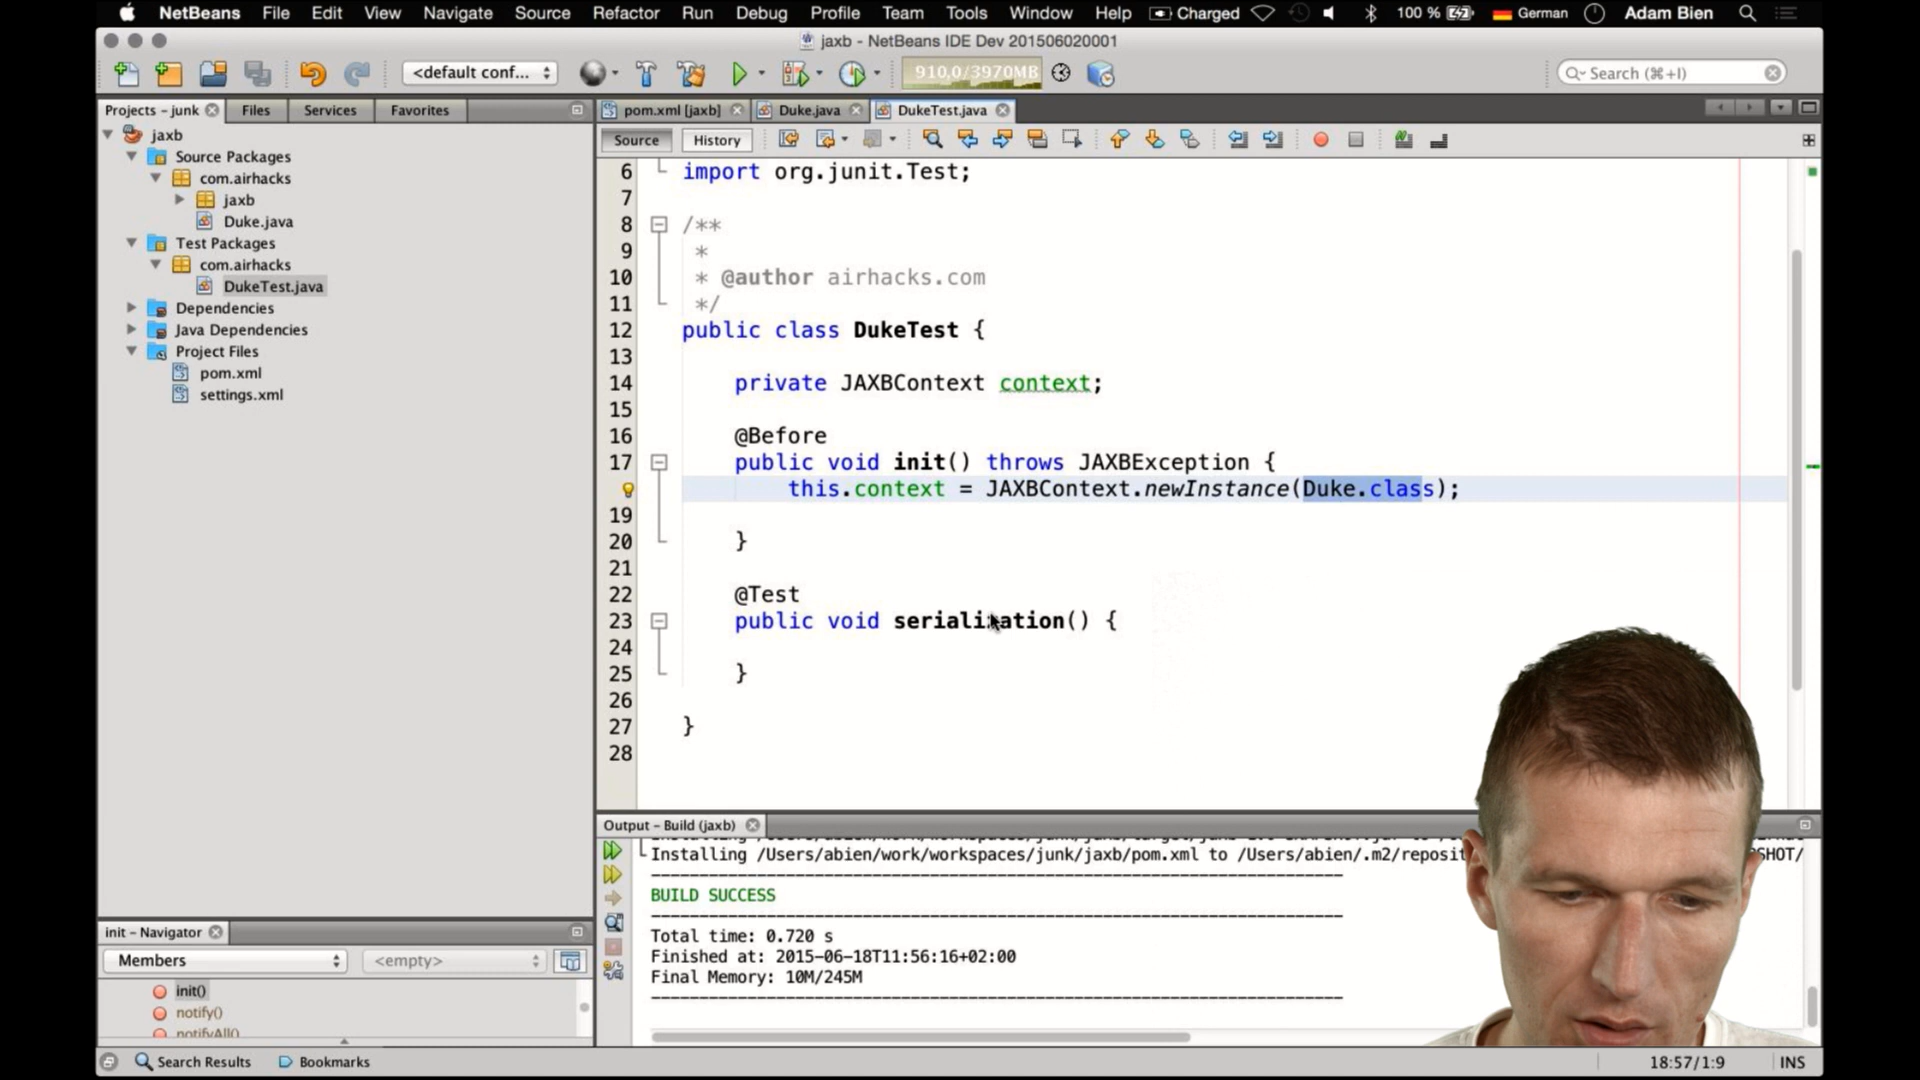 NetBeans File Edit View Navigate Source Refactor Run Debug Profile Team Tools Window Help Charged 100 % German Adam Bien
jaxb - NetBeans IDE Dev 201506020001
<default conf... 910,0/3970MB Search (⌘+I)
Projects – junk Files Services Favorites
pom.xml [jaxb] Duke.java DukeTest.java
Source History
jaxb
Source Packages
com.airhacks
jaxb
Duke.java
Test Packages
com.airhacks
DukeTest.java
Dependencies
Java Dependencies
Project Files
pom.xml
settings.xml
6 import org.junit.Test;
7
8 /**
9 *
10 * @author airhacks.com
11 */
12 public class DukeTest {
13
14 private JAXBContext context;
15
16 @Before
17 public void init() throws JAXBException {
this.context = JAXBContext.newInstance(Duke.class);
19
20 }
21
22 @Test
23 public void serialization() {
24
25 }
26
27 }
28
Output – Build (jaxb)
Installing /Users/abien/work/workspaces/junk/jaxb/pom.xml to /Users/abien/.m2/reposit
SHOT/
------------------------------------------------------------------------
BUILD SUCCESS
------------------------------------------------------------------------
Total time: 0.720 s
Finished at: 2015-06-18T11:56:16+02:00
Final Memory: 10M/245M
------------------------------------------------------------------------
init – Navigator
Members <empty>
init()
notify()
notifyAll()
Search Results Bookmarks 18:57/1:9 INS